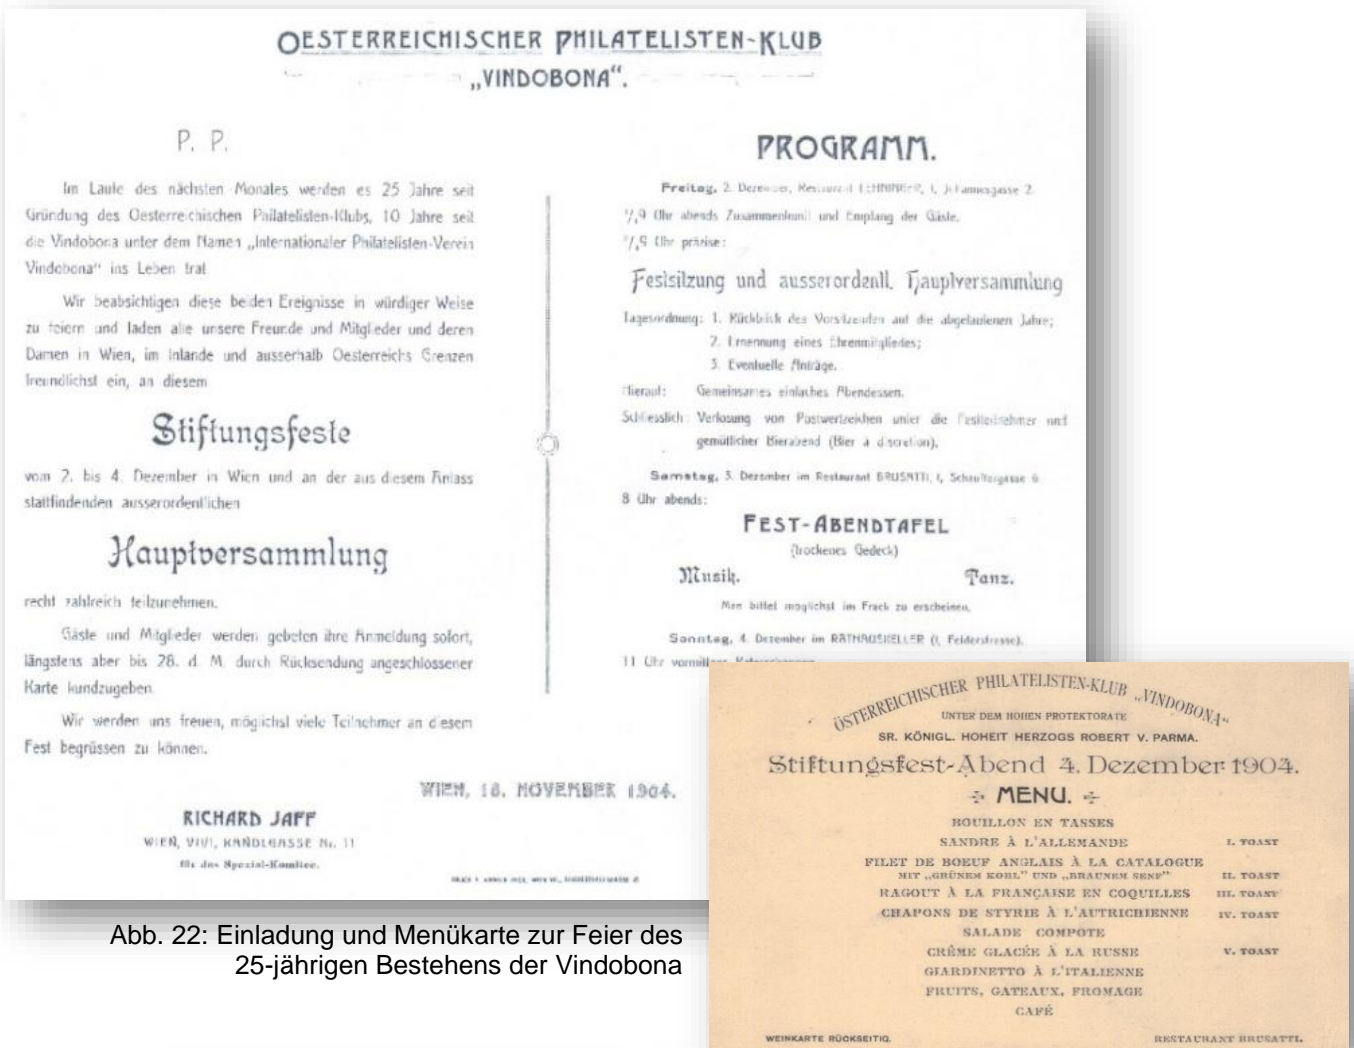 OESTERREICHISCHER PHILATELISTEN-KLUB
„VINDOBONA“.
P. P.
Im Laufe des nächsten Monates werden es 25 Jahre seit
Gründung des Oesterreichischen Philatelisten-Klubs, 10 Jahre seit
die Vindobona unter dem Namen „Internationaler Philatelisten-Verein
Vindobona“ ins Leben trat
Wir beabsichtigen diese beiden Ereignisse in würdiger Weise
zu feiern und laden alle unsere Freunde und Mitglieder und deren
Damen in Wien, im Inlande und ausserhalb Oesterreichs Grenzen
freundlichst ein, an diesem
Stiftungsfeste
vom 2. bis 4. Dezember in Wien und an der aus diesem Anlass
stattfindenden ausserordentlichen
Hauptversammlung
recht zahlreich teilzunehmen.
Gäste und Mitglieder werden gebeten ihre Anmeldung sofort,
längstens aber bis 28. d. M. durch Rücksendung angeschlossener
Karte kundzugeben
Wir werden uns freuen, möglichst viele Teilnehmer an diesem
Fest begrüssen zu können.
WIEN, 18. NOVEMBER 1904.
RICHARD JAFF
WIEN, KANDLGASSE Nr. 11
für das Spezial-Komitee.
PROGRAMM.
Freitag, 2. Dezember, Restaurant I, Johannesgasse 2.
Uhr abends Zusammenkunft und Empfang der Gäste.
Uhr präzise:
Festsitzung und ausserordentl. Hauptversammlung
Tagesordnung: 1. Rückblick des Vorsitzenden auf die abgelaufenen Jahre;
2. Ernennung eines Ehrenmitgliedes;
3. Eventuelle Anträge.
Hierauf: Gemeinsames einfaches Abendessen.
Schliesslich: Verlosung von Postwertzeichen unter die Festteilnehmer und
gemütlicher Bierabend (Bier à discretion).
Samstag, 3. Dezember im Restaurant BRUSATTI, I, 6
8 Uhr abends:
FEST-ABENDTAFEL
(trockenes Gedeck)
Musik. Tanz.
Man bittet möglichst im Frack zu erscheinen.
Sonntag, 4. Dezember im RATHAUSKELLER (I, Felderstrasse).
11 Uhr
ÖSTERREICHISCHER PHILATELISTEN-KLUB „VINDOBONA“
UNTER DEM HOHEN PROTEKTORATE
SR. KÖNIGL. HOHEIT HERZOGS ROBERT V. PARMA.
Stiftungsfest-Abend 4. Dezember 1904.
MENU.
BOUILLON EN TASSES
SANDRE À L'ALLEMANDE I. TOAST
FILET DE BOEUF ANGLAIS À LA CATALOGUE
MIT „GRÜNEM KOHL“ UND „BRAUNEM SENF“ II. TOAST
RAGOUT À LA FRANÇAISE EN COQUILLES III. TOAST
CHAPONS DE STYRIE À L'AUTRICHIENNE IV. TOAST
SALADE COMPOTE
CRÊME GLACÉE À LA RUSSE V. TOAST
GIARDINETTO À L'ITALIENNE
FRUITS, GATEAUX, FROMAGE
CAFÉ
WEINKARTE RÜCKSEITIG. RESTAURANT BRUSATTI.
Abb. 22: Einladung und Menükarte zur Feier des
25-jährigen Bestehens der Vindobona